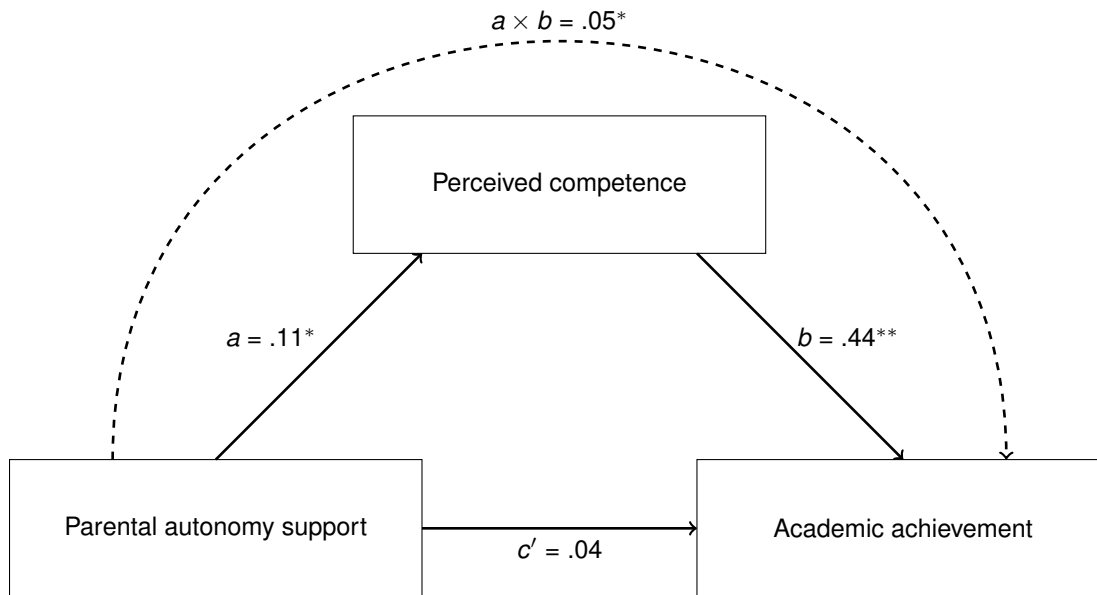 a × b = .05*
Perceived competence
a = .11*
b = .44**
Parental autonomy support
Academic achievement
c′ = .04